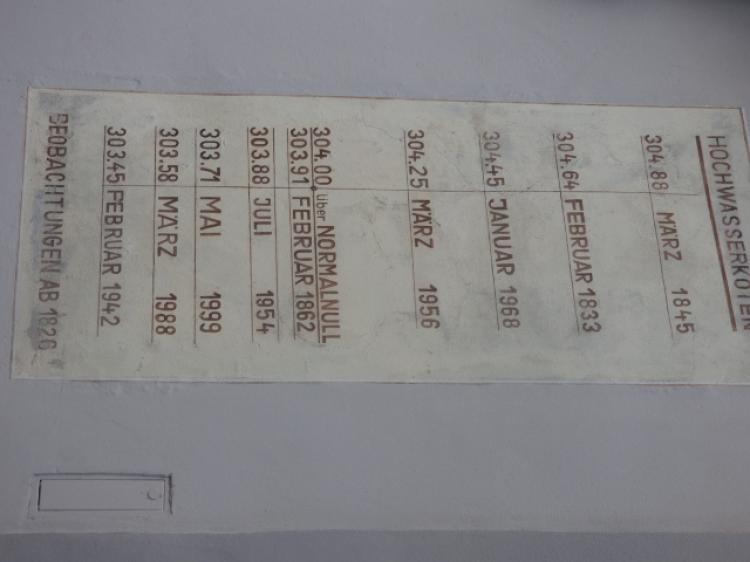 HOCHWASSERKOTEN
304.88 MÄRZ 1845
304.64 FEBRUAR 1833
304.45 JANUAR 1968
304.25 MÄRZ 1956
304.00 über NORMALNULL
303.91 FEBRUAR 1862
303.88 JULI 1954
303.71 MAI 1999
303.58 MÄRZ 1988
303.45 FEBRUAR 1942
BEOBACHTUNGEN AB 1826